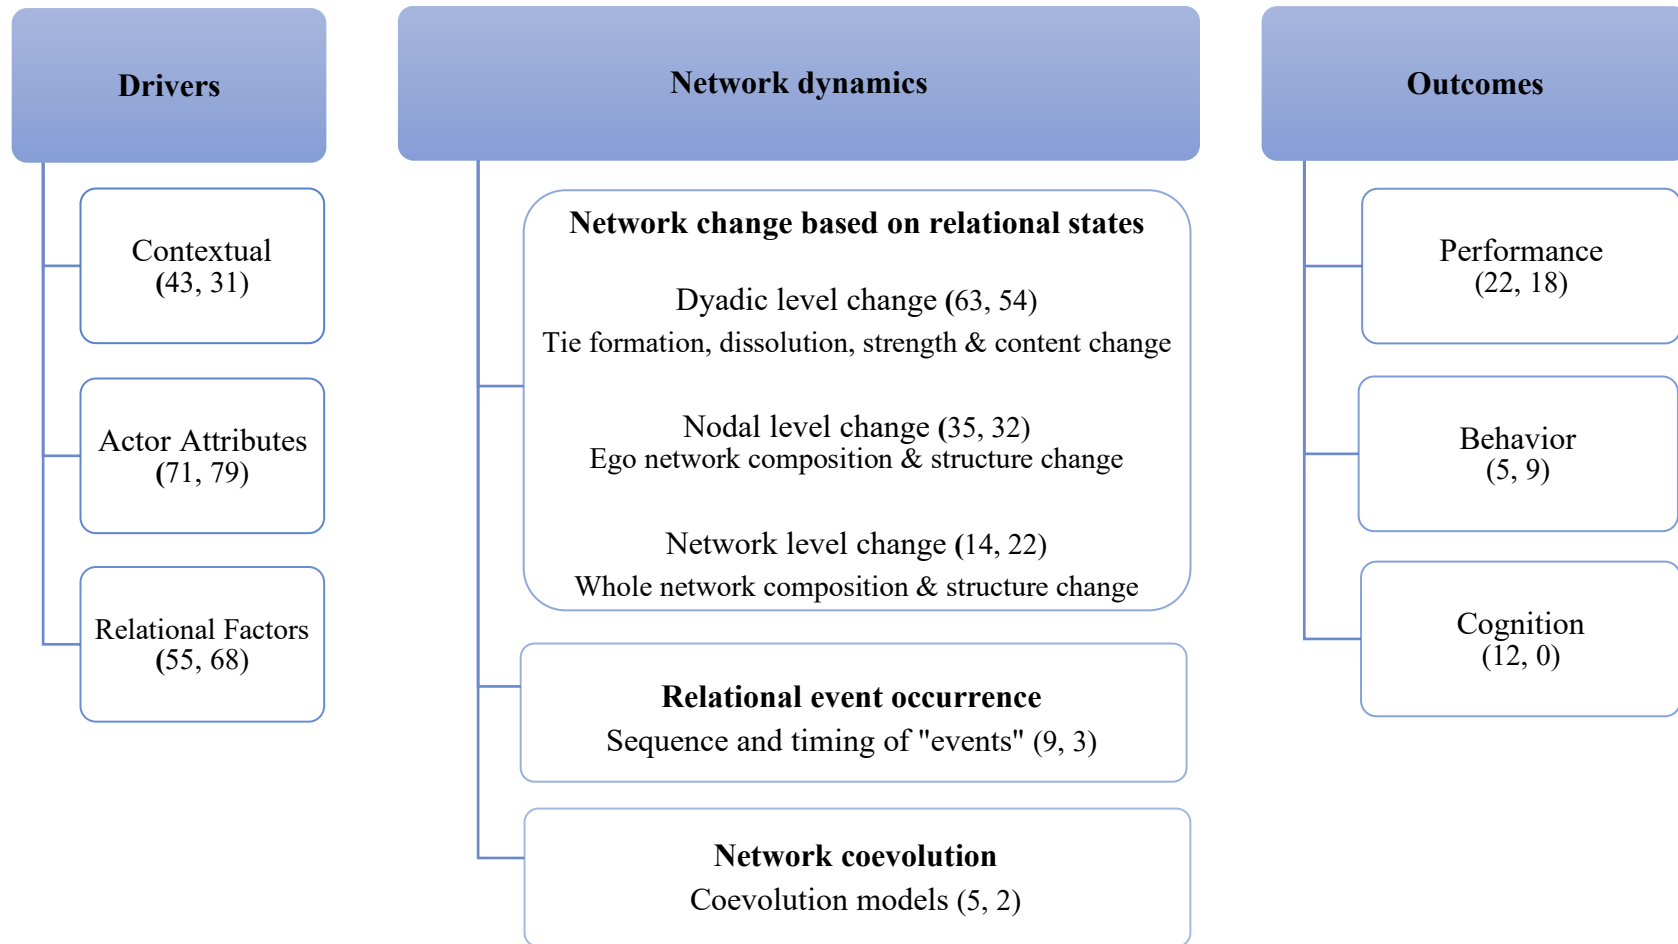 Drivers
Contextual
(43, 31)
Actor Attributes
(71, 79)
Relational Factors
(55, 68)
Network dynamics
Network change based on relational states
Dyadic level change (63, 54)
Tie formation, dissolution, strength & content change
Nodal level change (35, 32)
Ego network composition & structure change
Network level change (14, 22)
Whole network composition & structure change
Relational event occurrence
Sequence and timing of "events" (9, 3)
Network coevolution
Coevolution models (5, 2)
Outcomes
Performance
(22, 18)
Behavior
(5, 9)
Cognition
(12, 0)